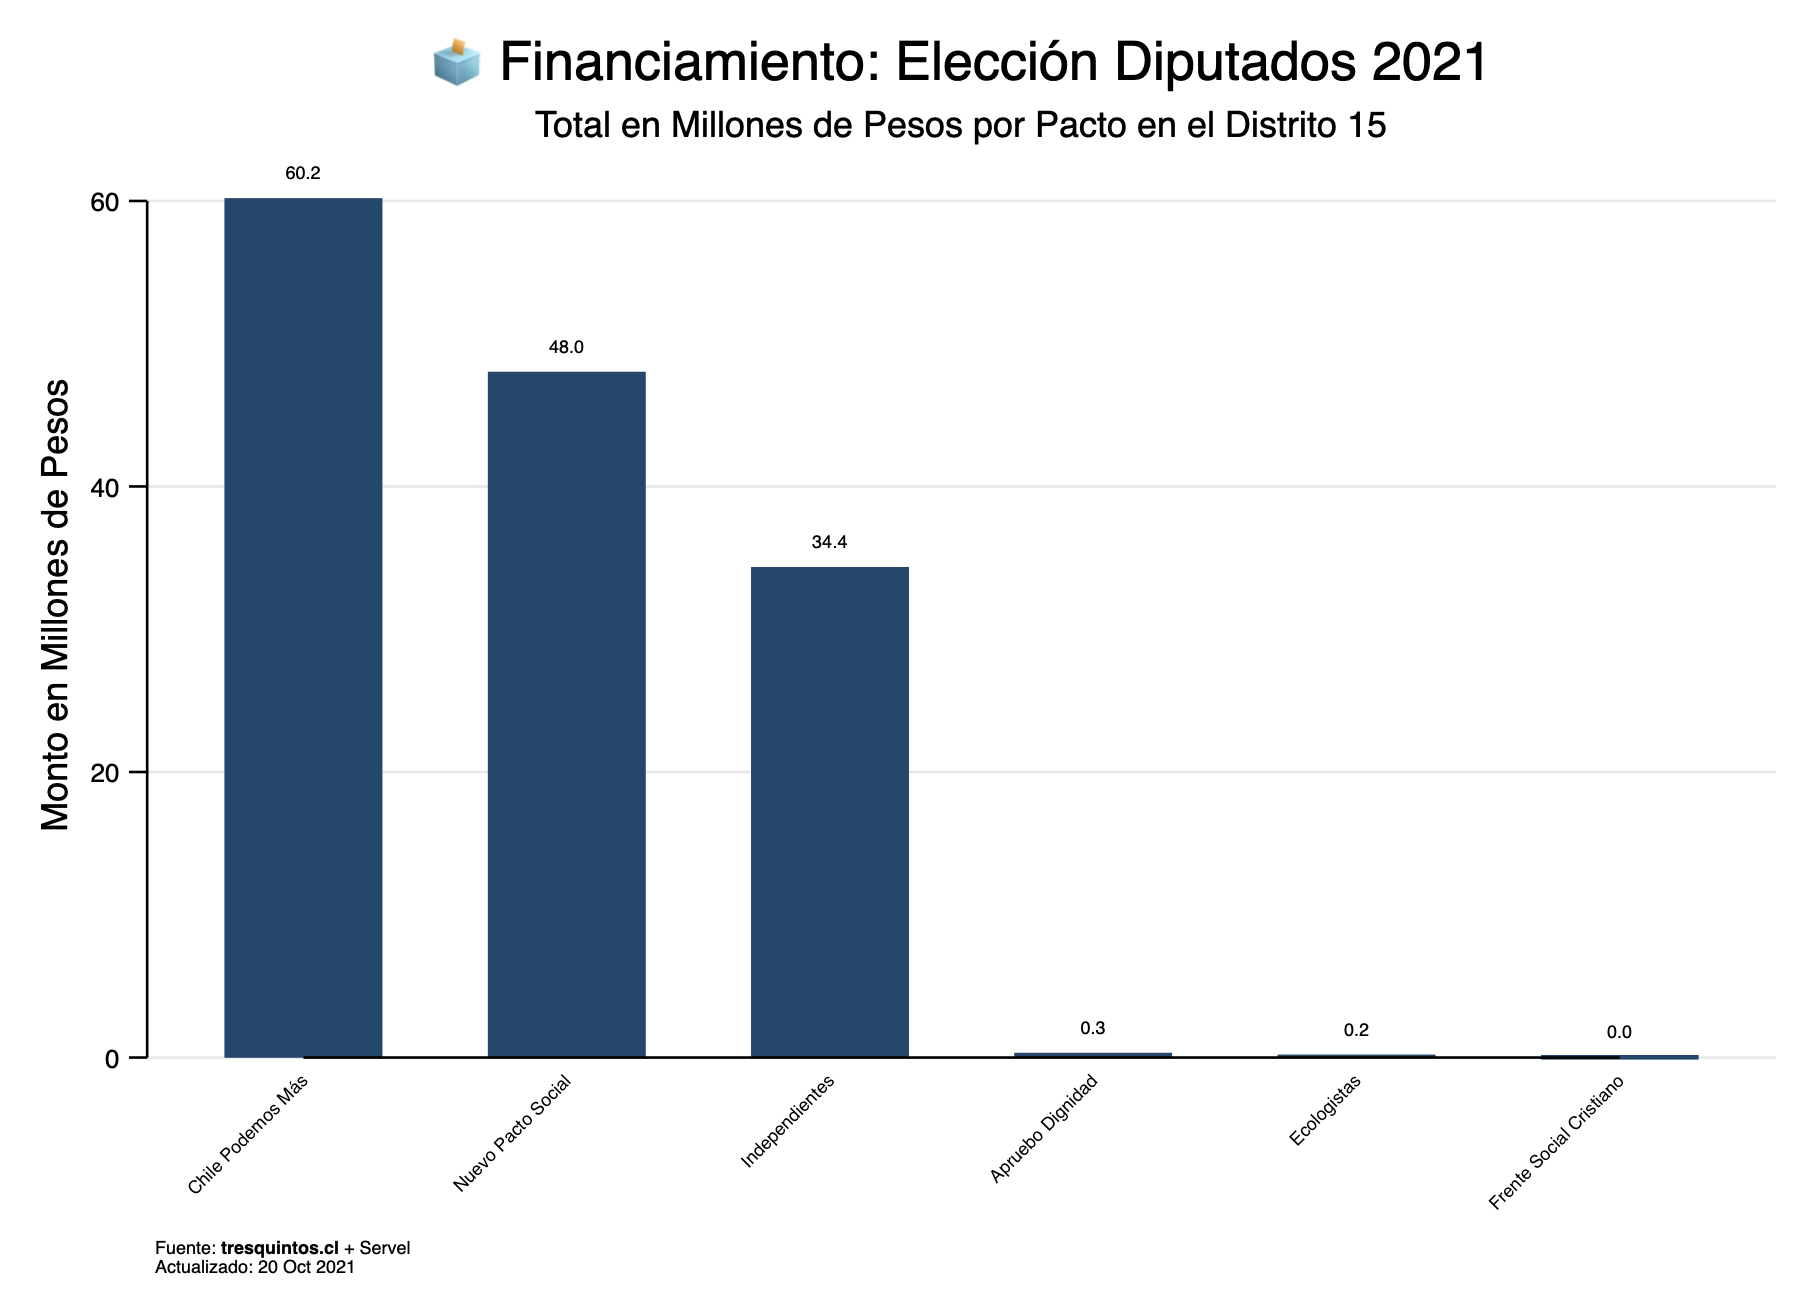 Financiamiento: Elección Diputados 2021
Total en Millones de Pesos por Pacto en el Distrito 15
Monto en Millones de Pesos
60
40
20
0
60.2
48.0
34.4
0.3
0.2
0.0
Chile Podemos Más
Nuevo Pacto Social
Independientes
Apruebo Dignidad
Ecologistas
Frente Social Cristiano
Fuente: tresquintos.cl + Servel
Actualizado: 20 Oct 2021